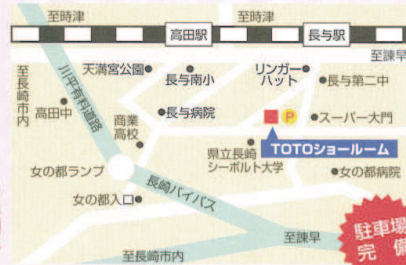 至時津
至時津
高田駅
長与駅
至諫早
至長崎市内
川平有料道路
天満宮公園
長与南小
リンガー
ハット
長与第二中
高田中
商業
高校
長与病院
P
スーパー大門
県立長崎
シーボルト大学
TOTOショールーム
女の都ランプ
女の都病院
長崎バイパス
女の都入口
至諫早
至長崎市内
駐車場
完備